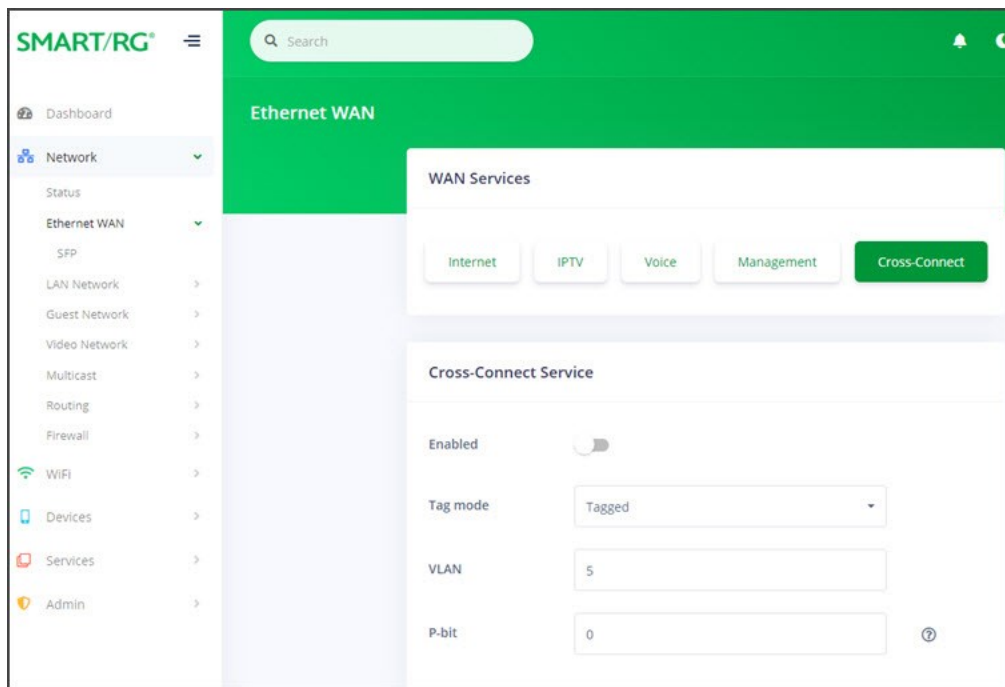 SMART/RG®
Search
Dashboard
Network
Status
Ethernet WAN
SFP
LAN Network
Guest Network
Video Network
Multicast
Routing
Firewall
WiFi
Devices
Services
Admin
Ethernet WAN
WAN Services
Internet IPTV Voice Management Cross-Connect
Cross-Connect Service
Enabled
Tag mode Tagged
VLAN 5
P-bit 0 ?